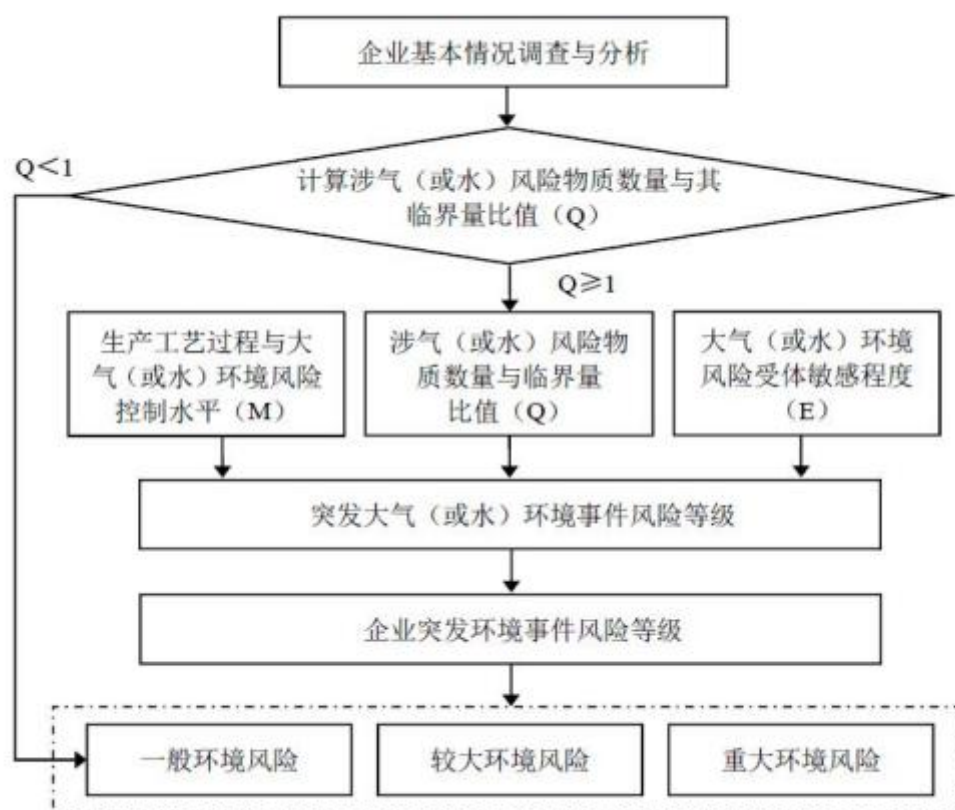 企业基本情况调查与分析
Q＜1
计算涉气（或水）风险物质数量与其
临界量比值（Q）
Q≥1
生产工艺过程与大
气（或水）环境风险
控制水平（M）
涉气（或水）风险物
质数量与临界量
比值（Q）
大气（或水）环境
风险受体敏感程度
（E）
突发大气（或水）环境事件风险等级
企业突发环境事件风险等级
一般环境风险
较大环境风险
重大环境风险